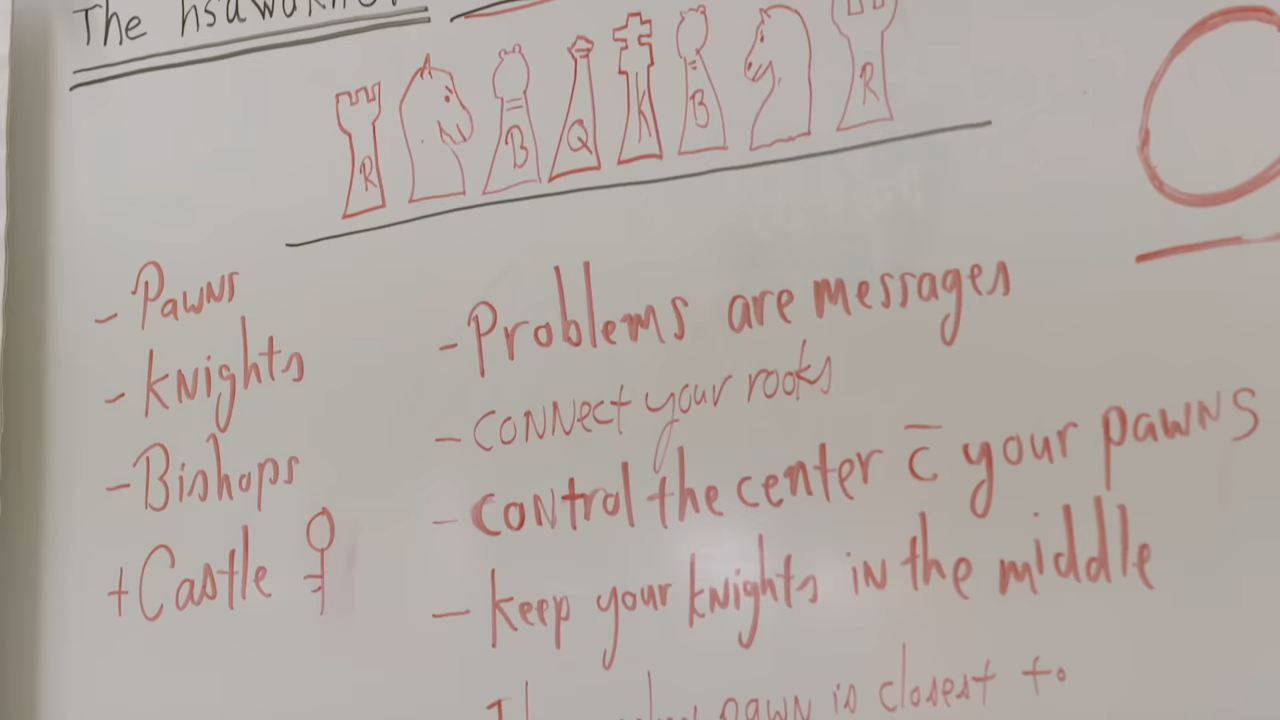 The
R B Q K B R
- Pawns
- Knights
- Bishops
+ Castle
- Problems are messages
- connect your rooks
- control the center c̄ your pawns
- keep your knights in the middle
pawn is closest to